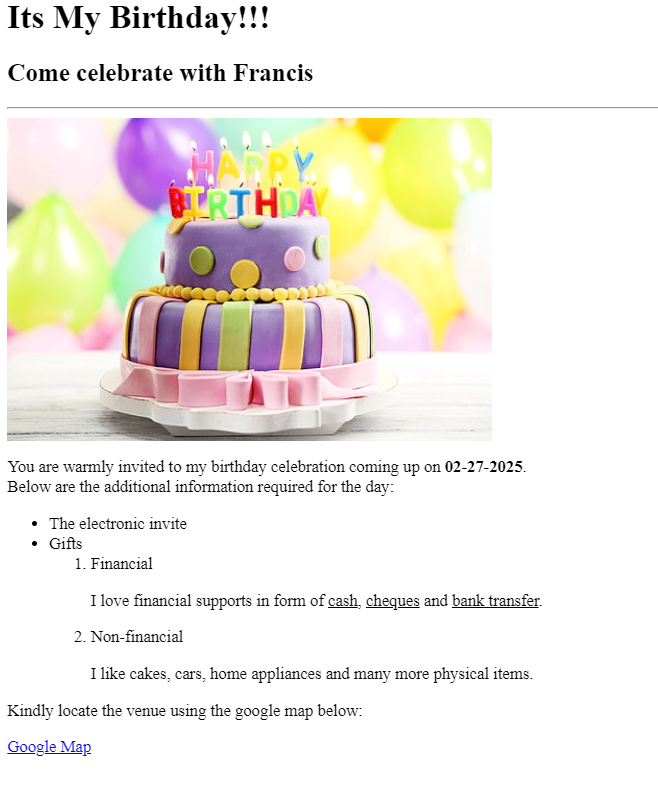 Its My Birthday!!!
Come celebrate with Francis
HAPPY
BIRTHDAY
You are warmly invited to my birthday celebration coming up on 02-27-2025.
Below are the additional information required for the day:
• The electronic invite
• Gifts
1. Financial
I love financial supports in form of cash, cheques and bank transfer.
2. Non-financial
I like cakes, cars, home appliances and many more physical items.
Kindly locate the venue using the google map below:
Google Map